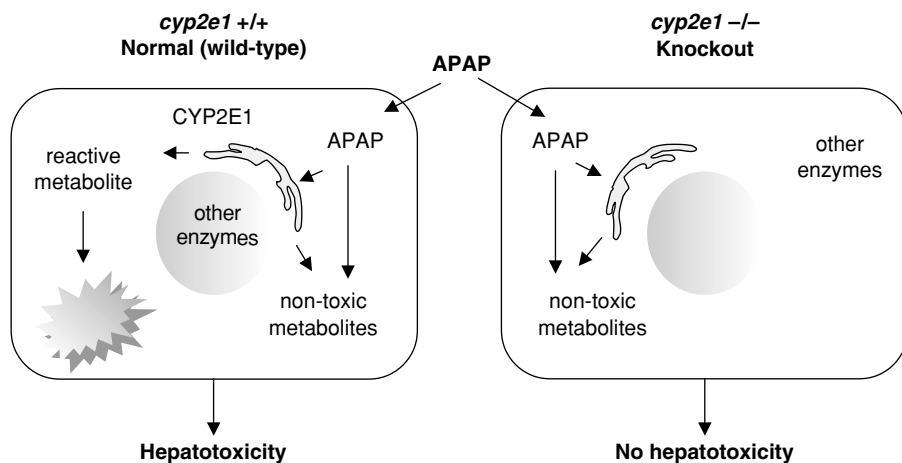 cyp2e1 +/+
Normal (wild-type)
cyp2e1 –/–
Knockout
APAP
CYP2E1
APAP
reactive
metabolite
other
enzymes
non-toxic
metabolites
APAP
other
enzymes
non-toxic
metabolites
Hepatotoxicity
No hepatotoxicity